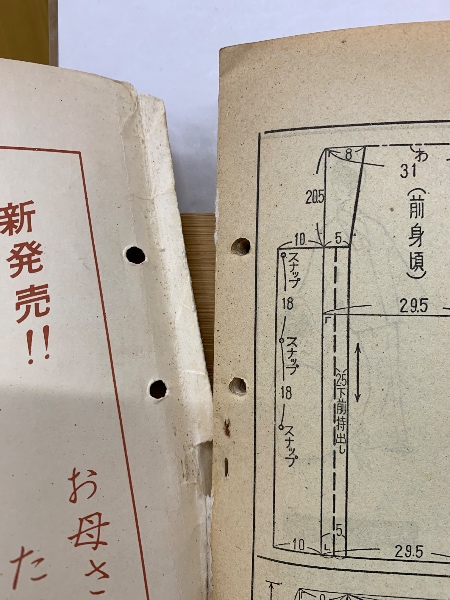 新発売!!
お母さ
た
8
わ
31
20.5
(前身頃)
10
5
スナップ
18
29.5
スナップ
18
2.5下前持出し
スナップ
5
10
29.5